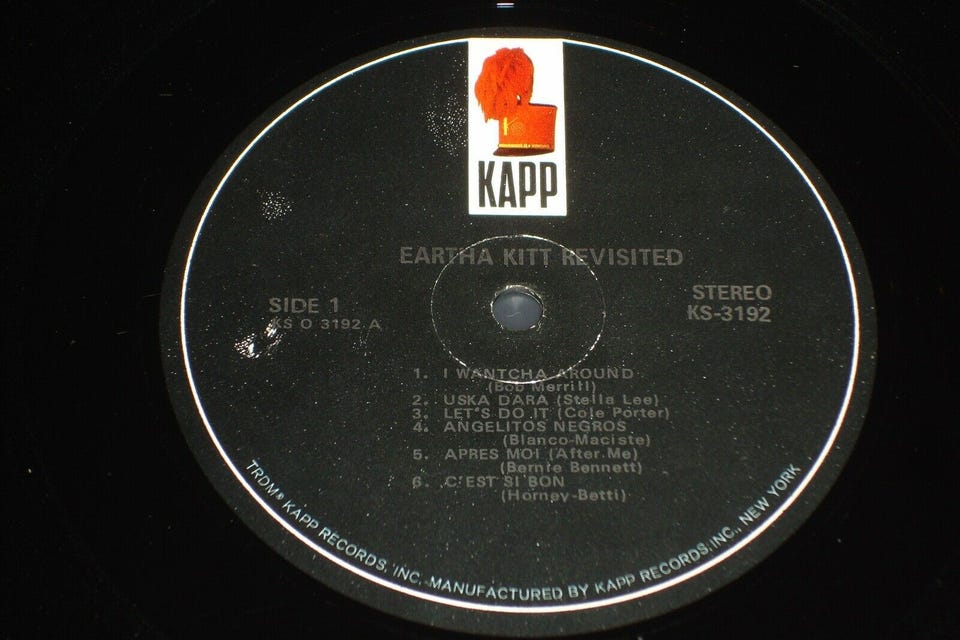 KAPP
EARTHA KITT REVISITED
SIDE 1
KS O 3192 A
STEREO
KS-3192
1. I WANTCHA AROUND
(Bob Merrill)
2. USKA DARA (Stella Lee)
3. LET'S DO IT (Cole Porter)
4. ANGELITOS NEGROS
(Blanco-Maciste)
5. APRES MOI (After Me)
(Bernie Bennett)
6. C'EST SI BON
(Horney-Betti)
TRDM® KAPP RECORDS, INC. MANUFACTURED BY KAPP RECORDS, INC., NEW YORK